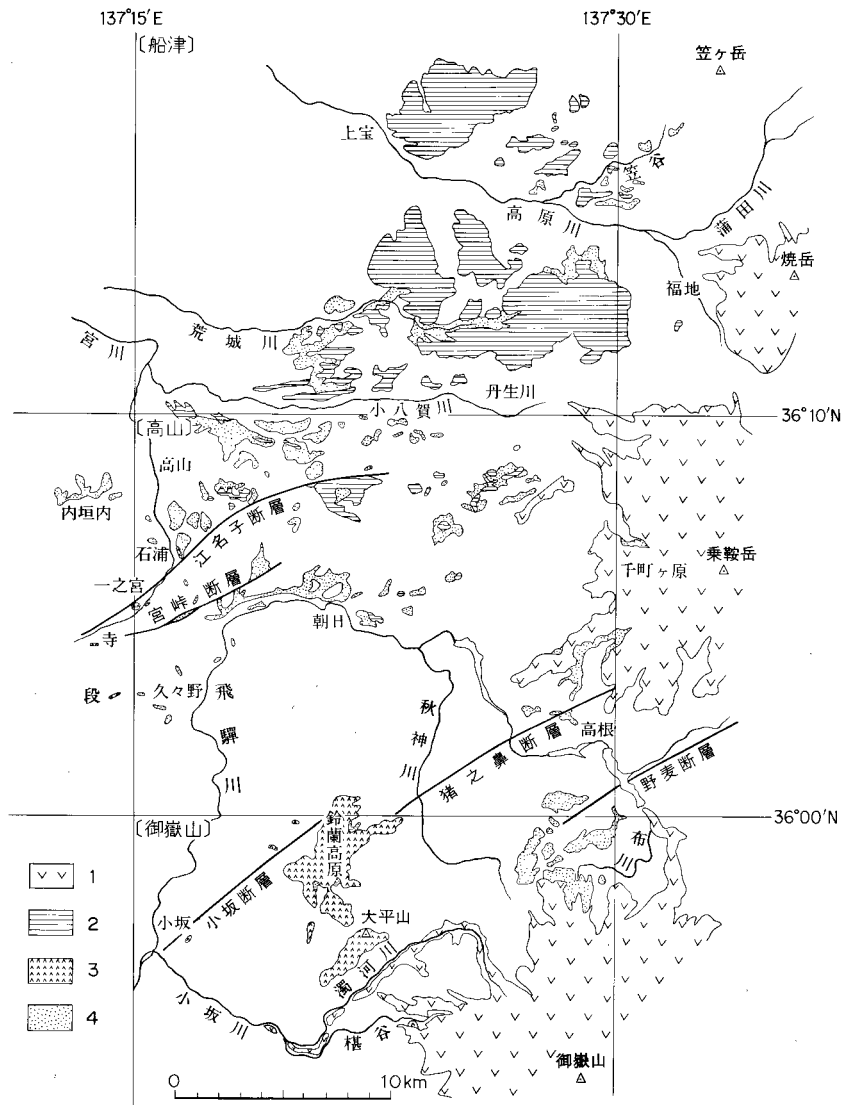 137°15′E
137°30′E
〔船津〕
笠ヶ岳
上宝
笠谷
高原川
蒲田川
焼岳
福地
荒城川
宮川
丹生川
小八賀川
36°10′N
〔高山〕
高山
内垣内
江名子断層
石浦
千町ヶ原
乗鞍岳
一之宮
宮峠断層
寺
朝日
段
久々野
飛驒川
秋神川
高根
猪之鼻断層
野麦断層
〔御嶽山〕
36°00′N
鈴蘭高原
布川
1
2
3
4
小坂
小坂断層
大平山
濁河川
小坂川
椹谷
御嶽山
0
10km